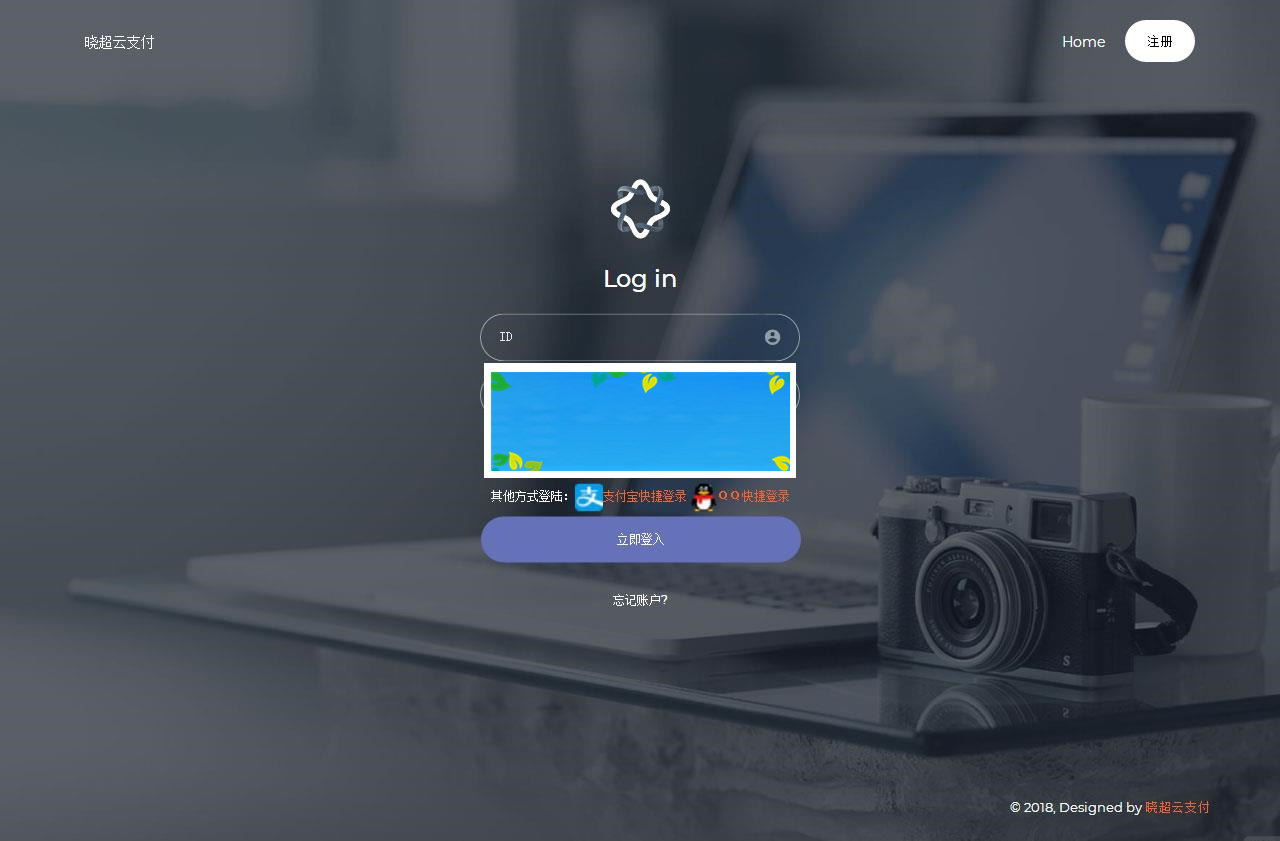 晓超云支付
Home
注册
Log in
ID
其他方式登陆：支付宝快捷登录 ＱＱ快捷登录
立即登入
忘记账户?
© 2018, Designed by 晓超云支付